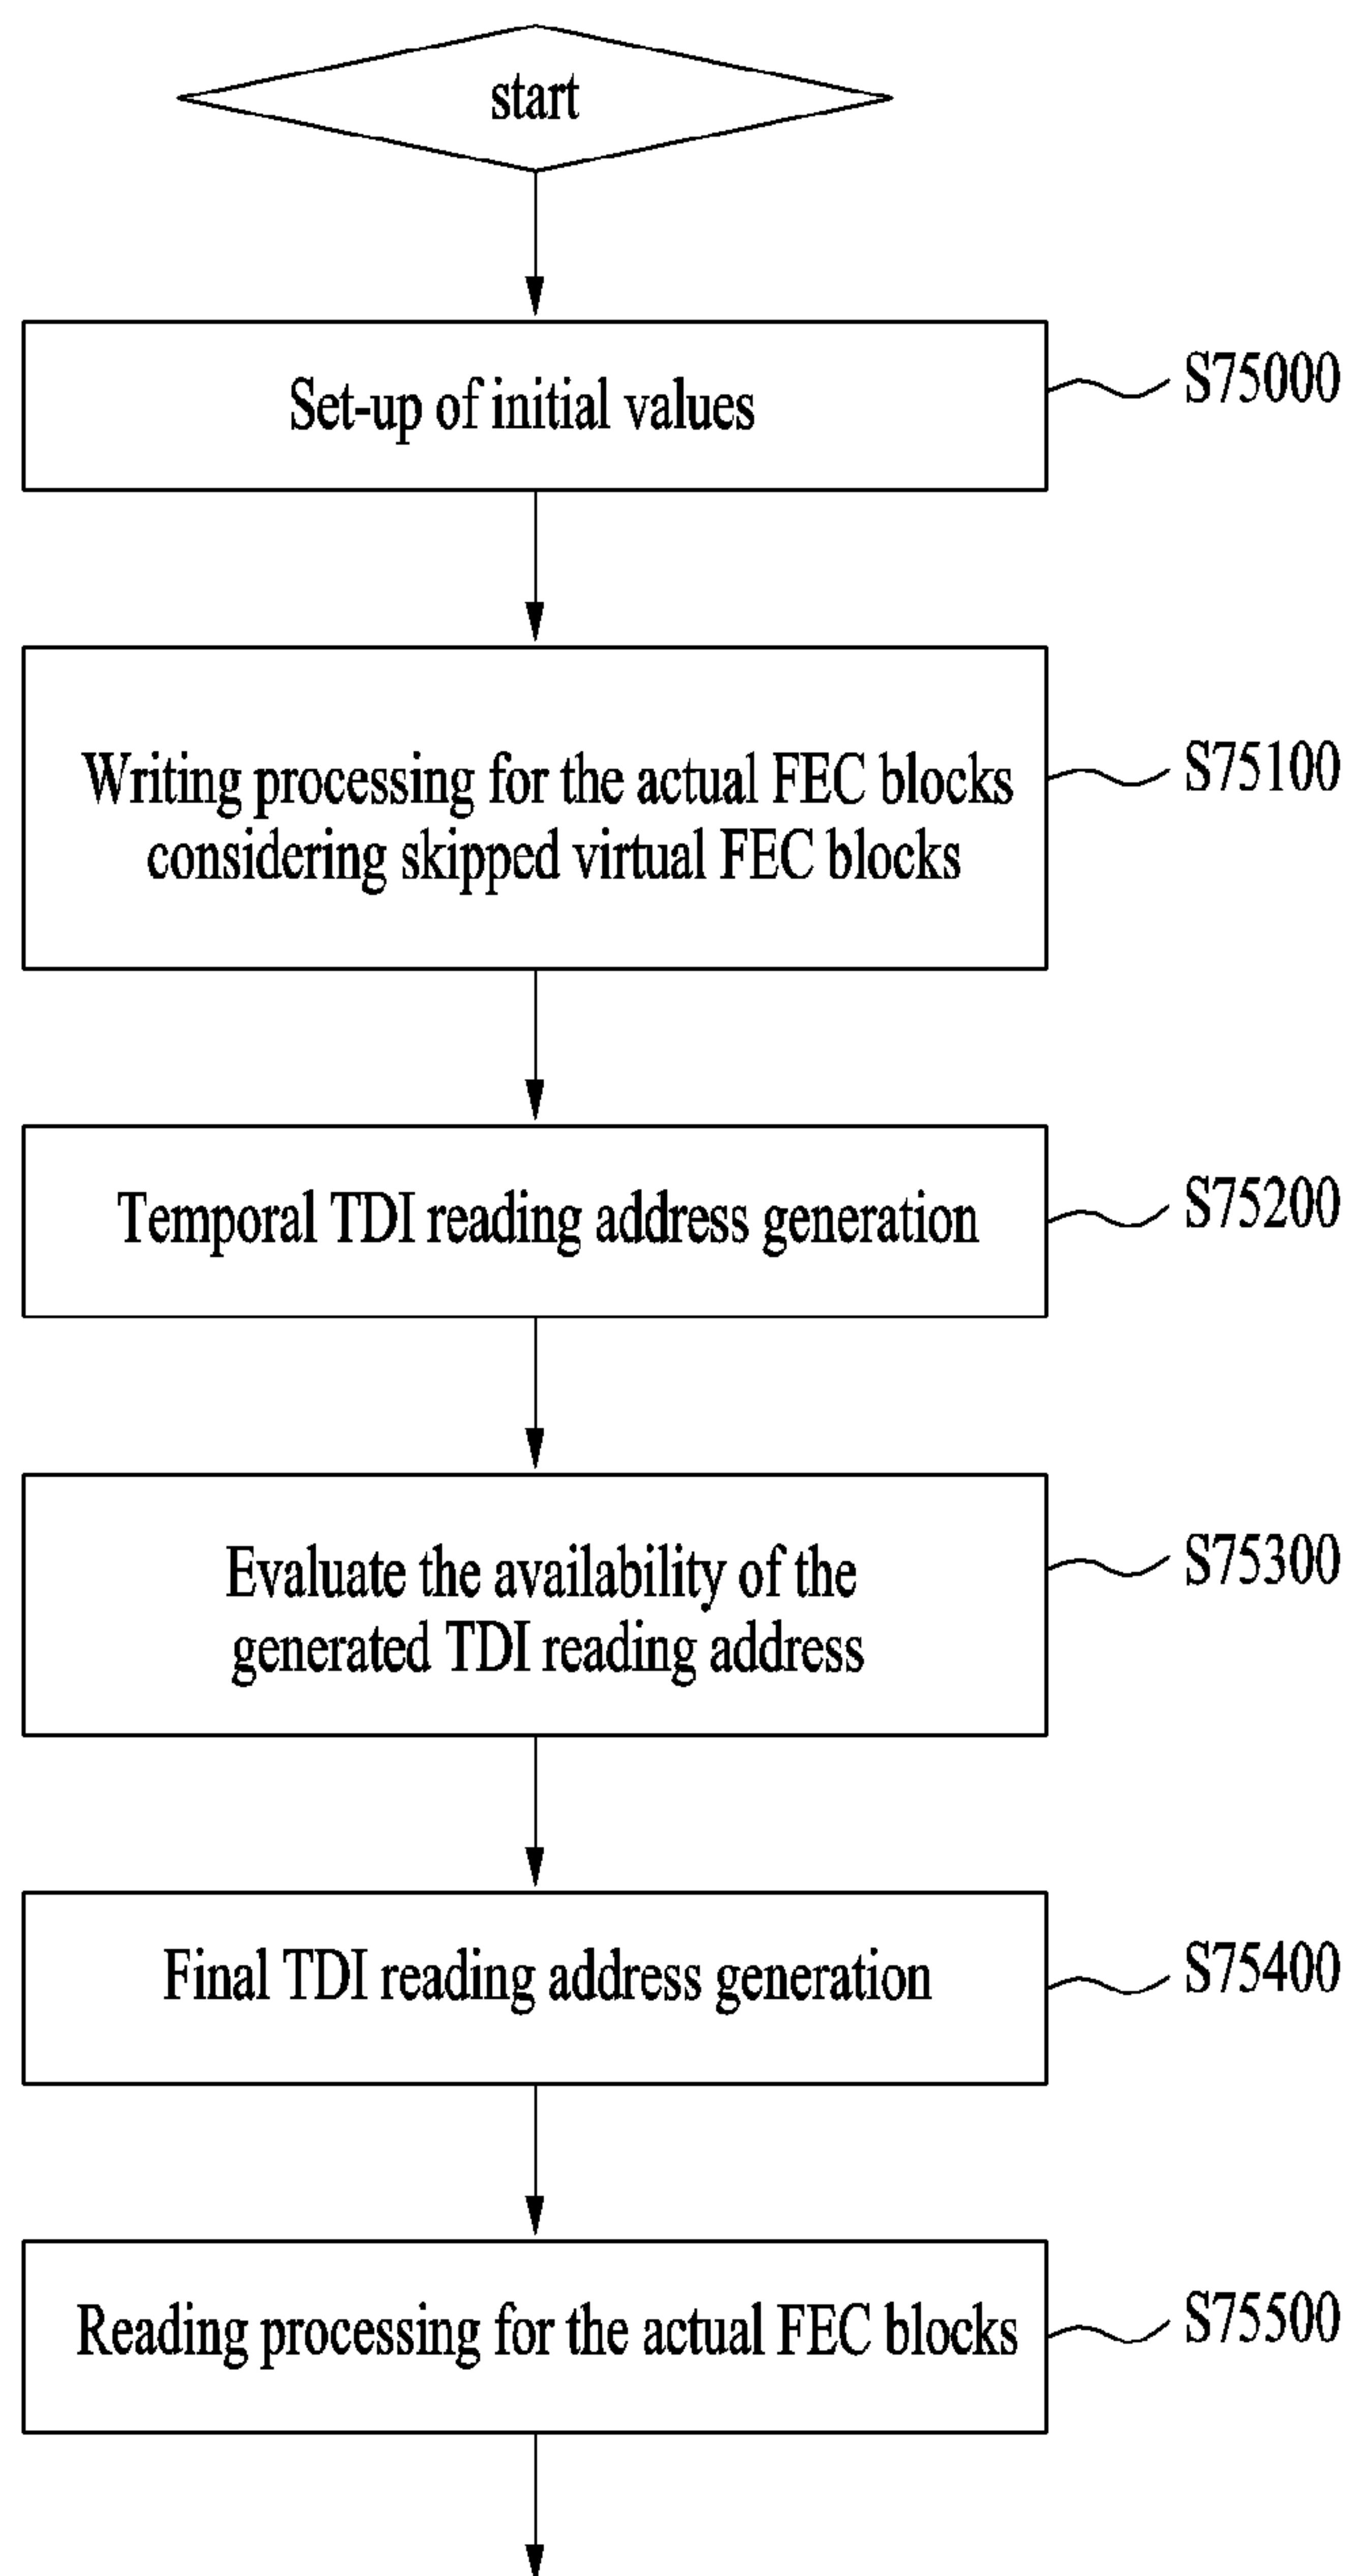 start
Set-up of initial values
S75000
Writing processing for the actual FEC blocks
considering skipped virtual FEC blocks
S75100
Temporal TDI reading address generation
S75200
Evaluate the availability of the
generated TDI reading address
S75300
Final TDI reading address generation
S75400
Reading processing for the actual FEC blocks
S75500